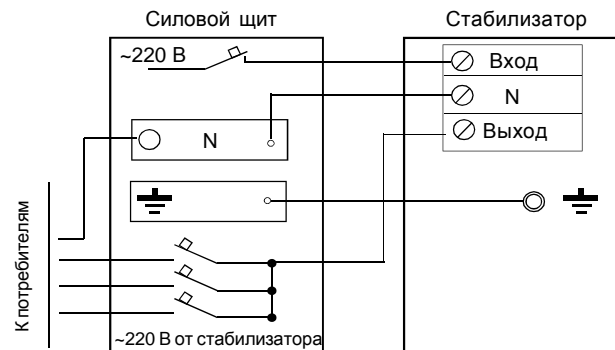 Силовой щит
Стабилизатор
~220 В
Вход
N
N
Выход
К потребителям
~220 В от стабилизатора